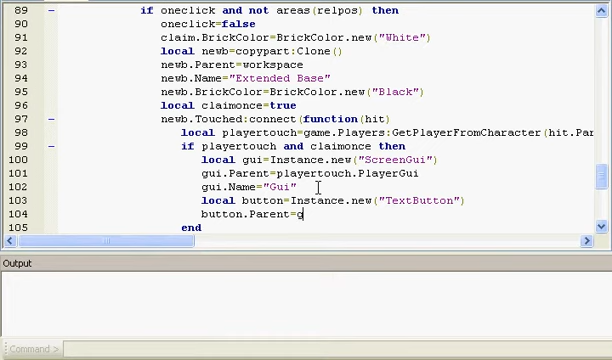 89 if oneclick and not areas(relpos) then
90 oneclick=false
91 claim.BrickColor=BrickColor.new("White")
92 local newb=copypart:Clone()
93 newb.Parent=workspace
94 newb.Name="Extended Base"
95 newb.BrickColor=BrickColor.new("Black")
96 local claimonce=true
97 newb.Touched:connect(function(hit)
98 local playertouch=game.Players:GetPlayerFromCharacter(hit.Par
99 if playertouch and claimonce then
100 local gui=Instance.new("ScreenGui")
101 gui.Parent=playertouch.PlayerGui
102 gui.Name="Gui"
103 local button=Instance.new("TextButton")
104 button.Parent=g
105 end
Output
Command >